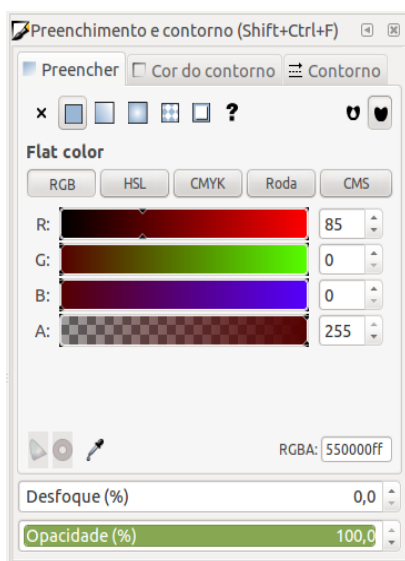 Preenchimento e contorno (Shift+Ctrl+F)
Preencher Cor do contorno Contorno
?
Flat color
RGB HSL CMYK Roda CMS
R: 85
G: 0
B: 0
A: 255
RGBA: 550000ff
Desfoque (%) 0,0
Opacidade (%) 100,0